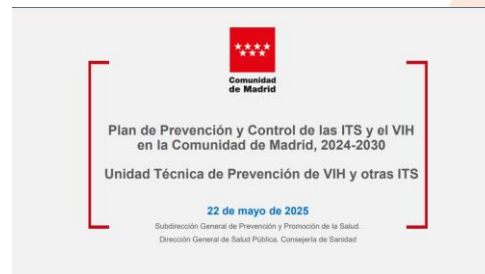 Comunidad
de Madrid
Plan de Prevención y Control de las ITS y el VIH
en la Comunidad de Madrid, 2024-2030
Unidad Técnica de Prevención de VIH y otras ITS
22 de mayo de 2025
Subdirección General de Prevención y Promoción de la Salud.
Dirección General de Salud Pública. Consejería de Sanidad